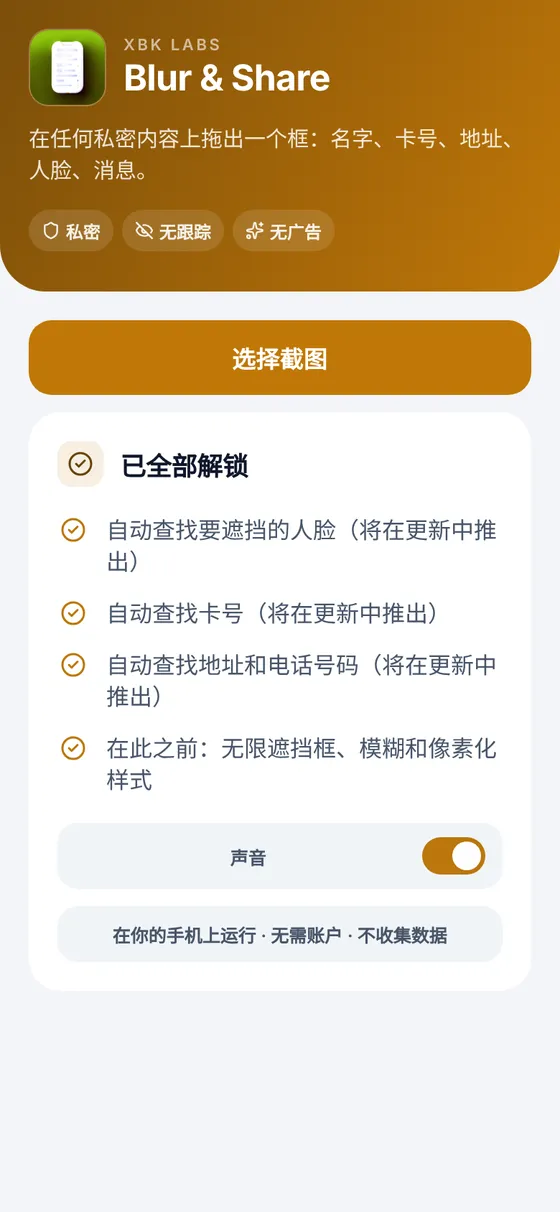 XBK LABS
Blur & Share
在任何私密内容上拖出一个框：名字、卡号、地址、
人脸、消息。
私密
无跟踪
无广告
选择截图
已全部解锁
自动查找要遮挡的人脸（将在更新中推
出）
自动查找卡号（将在更新中推出）
自动查找地址和电话号码（将在更新中
推出）
在此之前：无限遮挡框、模糊和像素化
样式
声音
在你的手机上运行 · 无需账户 · 不收集数据